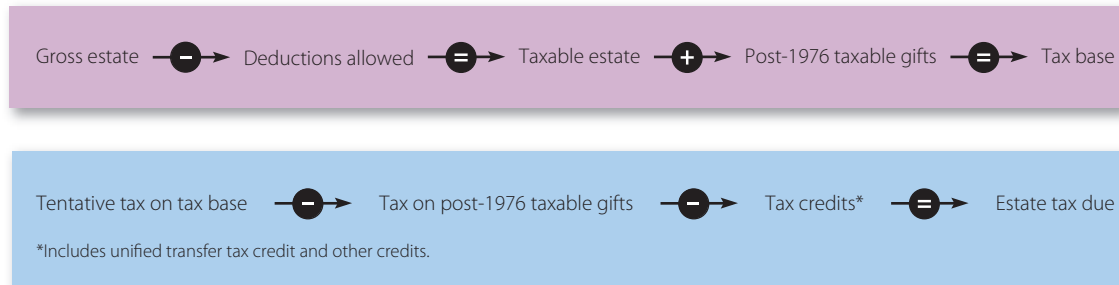 Gross estate − Deductions allowed = Taxable estate + Post-1976 taxable gifts = Tax base
Tentative tax on tax base − Tax on post-1976 taxable gifts − Tax credits* = Estate tax due
*Includes unified transfer tax credit and other credits.